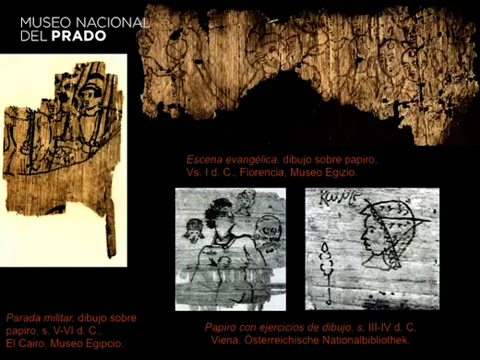 MUSEO NACIONAL
DEL PRADO
Escena evangélica, dibujo sobre papiro,
Vs. I d. C., Florencia, Museo Egizio.
Parada militar, dibujo sobre
papiro, s. V-VI d. C.,
El Cairo, Museo Egipcio.
Papiro con ejercicios de dibujo, s. III-IV d. C,
Viena, Österreichische Nationalbibliothek.